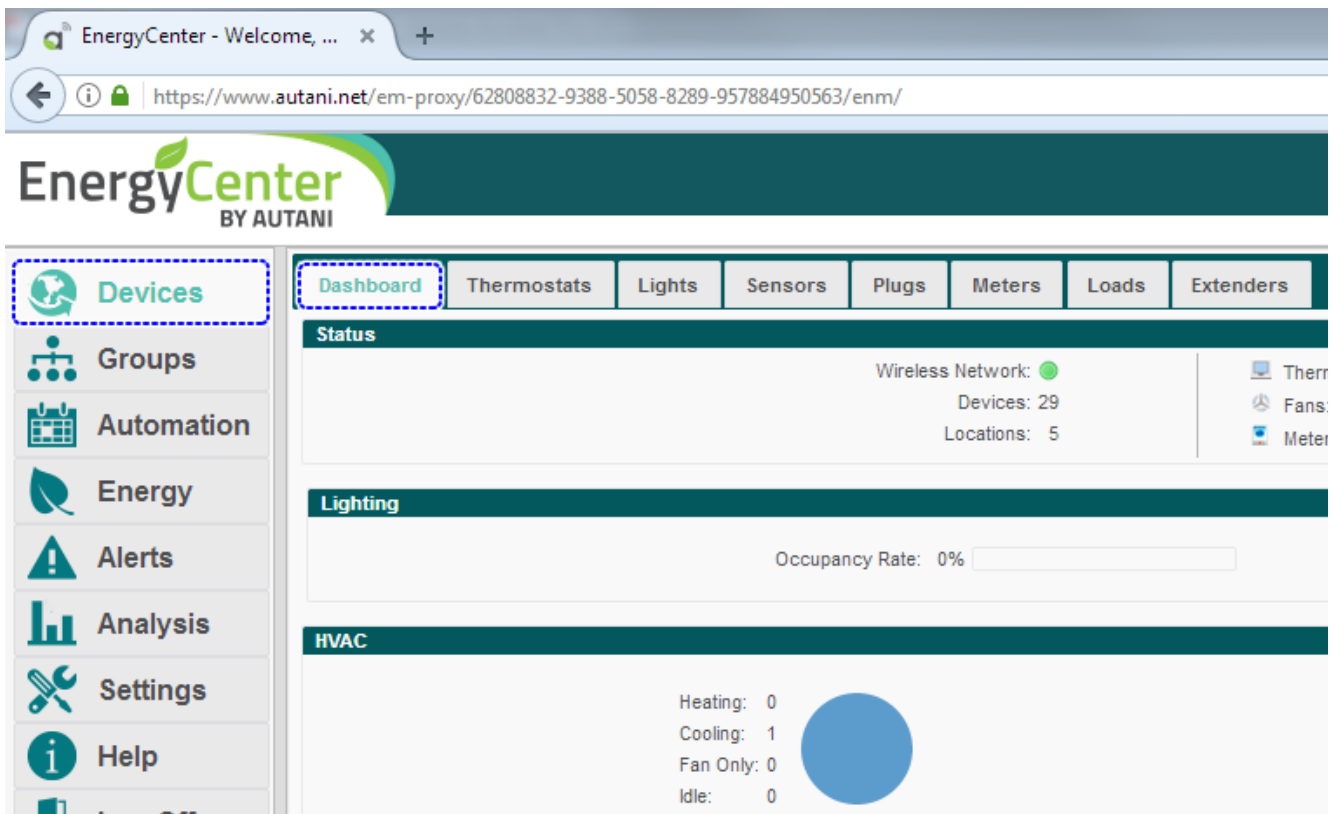 EnergyCenter - Welcome, ...
https://www.autani.net/em-proxy/62808832-9388-5058-8289-957884950563/enm/
EnergyCenter
BY AUTANI
Devices
Groups
Automation
Energy
Alerts
Analysis
Settings
Help
Dashboard Thermostats Lights Sensors Plugs Meters Loads Extenders
Status
Wireless Network:
Devices: 29
Locations: 5
Fans:
Lighting
Occupancy Rate: 0%
HVAC
Heating: 0
Cooling: 1
Fan Only: 0
Idle: 0